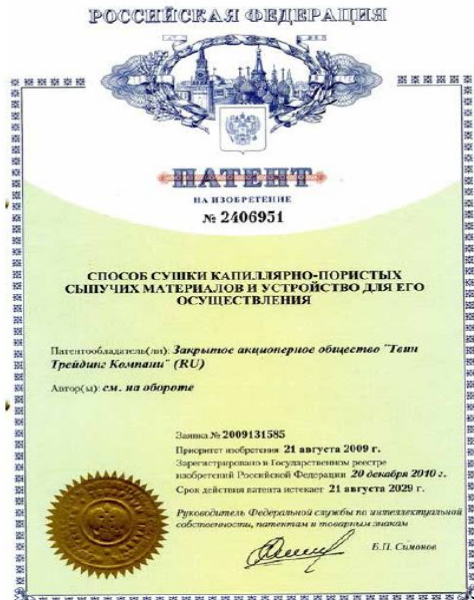 РОССИЙСКАЯ ФЕДЕРАЦИЯ
ПАТЕНТ
НА ИЗОБРЕТЕНИЕ
№ 2406951
СПОСОБ СУШКИ КАПИЛЛЯРНО-ПОРИСТЫХ
СЫПУЧИХ МАТЕРИАЛОВ И УСТРОЙСТВО ДЛЯ ЕГО
ОСУЩЕСТВЛЕНИЯ
Патентообладатель(ли): Закрытое акционерное общество "Твин
Трейдинг Компани" (RU)
Автор(ы): см. на обороте
Заявка № 2009131585
Приоритет изобретения 21 августа 2009 г.
Зарегистрировано в Государственном реестре
изобретений Российской Федерации 20 декабря 2010 г.
Срок действия патента истекает 21 августа 2029 г.
Руководитель Федеральной службы по интеллектуальной
собственности, патентам и товарным знакам
Б.П. Симонов